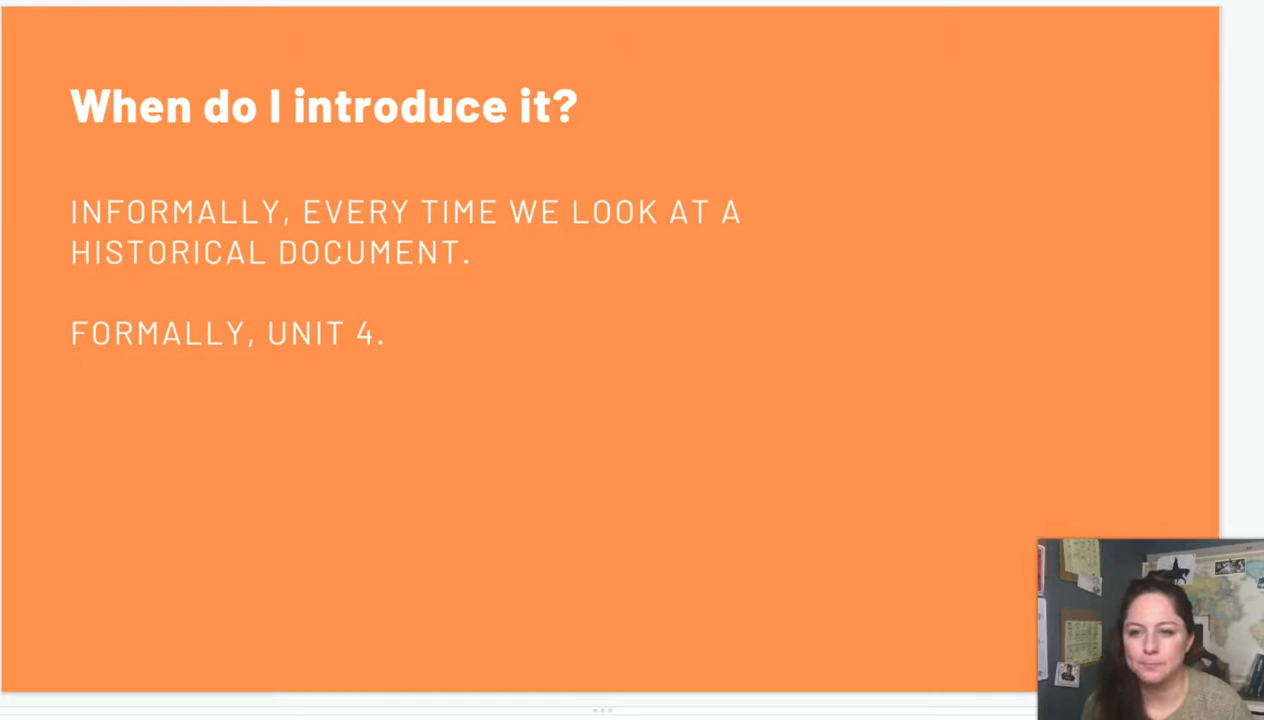 When do I introduce it?
INFORMALLY, EVERY TIME WE LOOK AT A
HISTORICAL DOCUMENT.
FORMALLY, UNIT 4.